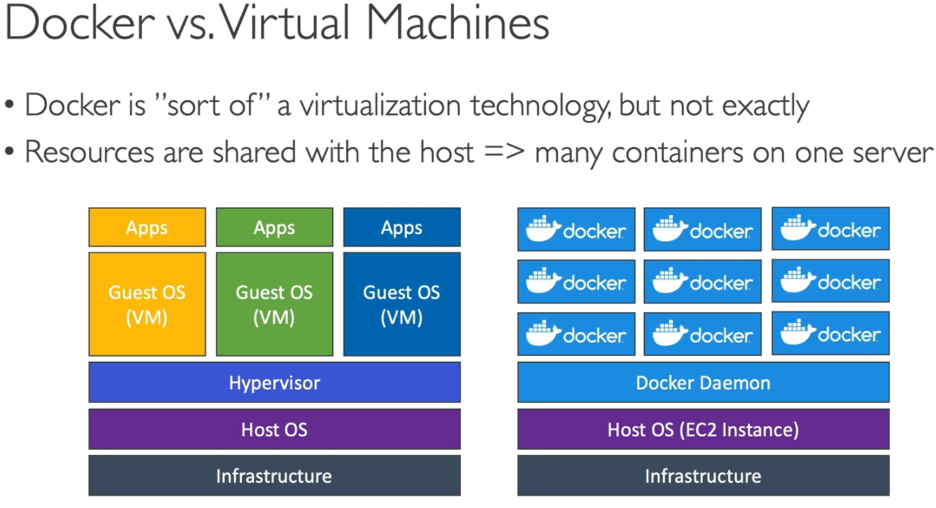 Docker vs. Virtual Machines
• Docker is ”sort of” a virtualization technology, but not exactly
• Resources are shared with the host => many containers on one server
Apps Apps Apps
Guest OS (VM) Guest OS (VM) Guest OS (VM)
Hypervisor
Host OS
Infrastructure
docker docker docker
docker docker docker
docker docker docker
Docker Daemon
Host OS (EC2 Instance)
Infrastructure